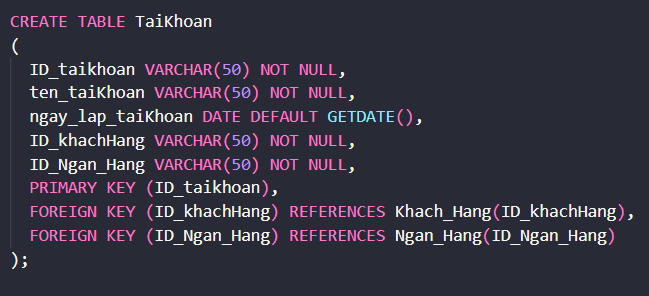 CREATE TABLE TaiKhoan
(
ID_taikhoan VARCHAR(50) NOT NULL,
ten_taiKhoan VARCHAR(50) NOT NULL,
ngay_lap_taiKhoan DATE DEFAULT GETDATE(),
ID_khachHang VARCHAR(50) NOT NULL,
ID_Ngan_Hang VARCHAR(50) NOT NULL,
PRIMARY KEY (ID_taikhoan),
FOREIGN KEY (ID_khachHang) REFERENCES Khach_Hang(ID_khachHang),
FOREIGN KEY (ID_Ngan_Hang) REFERENCES Ngan_Hang(ID_Ngan_Hang)
);